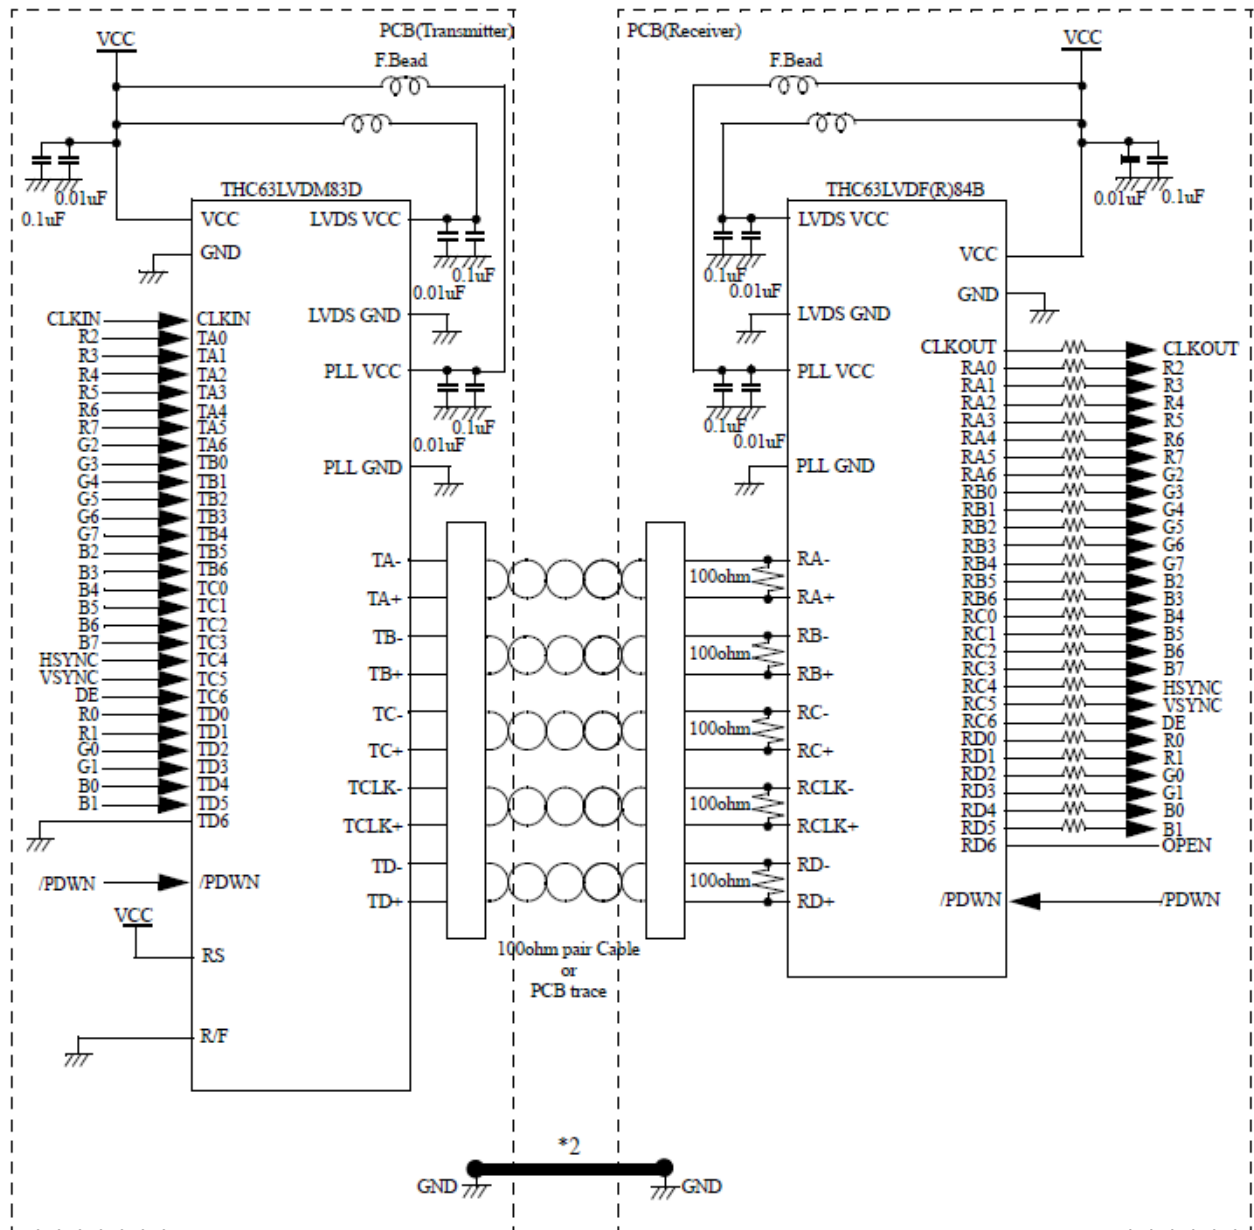 PCB(Transmitter)
VCC
F.Bead
0.01uF
0.1uF
THC63LVDM83D
VCC
LVDS VCC
GND
0.1uF
0.01uF
LVDS GND
PLL VCC
0.1uF
0.01uF
PLL GND
CLKIN CLKIN
R2 TA0
R3 TA1
R4 TA2
R5 TA3
R6 TA4
R7 TA5
G2 TA6
G3 TB0
G4 TB1
G5 TB2
G6 TB3
G7 TB4
B2 TB5
B3 TB6
B4 TC0
B5 TC1
B6 TC2
B7 TC3
HSYNC TC4
VSYNC TC5
DE TC6
R0 TD0
R1 TD1
G0 TD2
G1 TD3
B0 TD4
B1 TD5
TD6
/PDWN /PDWN
VCC
RS
R/F
TA-
TA+
TB-
TB+
TC-
TC+
TCLK-
TCLK+
TD-
TD+
100ohm pair Cable
or
PCB trace
PCB(Receiver)
VCC
F.Bead
0.01uF
0.1uF
THC63LVDF(R)84B
LVDS VCC
VCC
0.1uF
0.01uF
GND
LVDS GND
PLL VCC
0.1uF
0.01uF
PLL GND
RA-
100ohm
RA+
RB-
100ohm
RB+
RC-
100ohm
RC+
RCLK-
100ohm
RCLK+
RD-
100ohm
RD+
CLKOUT CLKOUT
RA0 R2
RA1 R3
RA2 R4
RA3 R5
RA4 R6
RA5 R7
RA6 G2
RB0 G3
RB1 G4
RB2 G5
RB3 G6
RB4 G7
RB5 B2
RB6 B3
RC0 B4
RC1 B5
RC2 B6
RC3 B7
RC4 HSYNC
RC5 VSYNC
RC6 DE
RD0 R0
RD1 R1
RD2 G0
RD3 G1
RD4 B0
RD5 B1
RD6 OPEN
/PDWN /PDWN
*2
GND GND